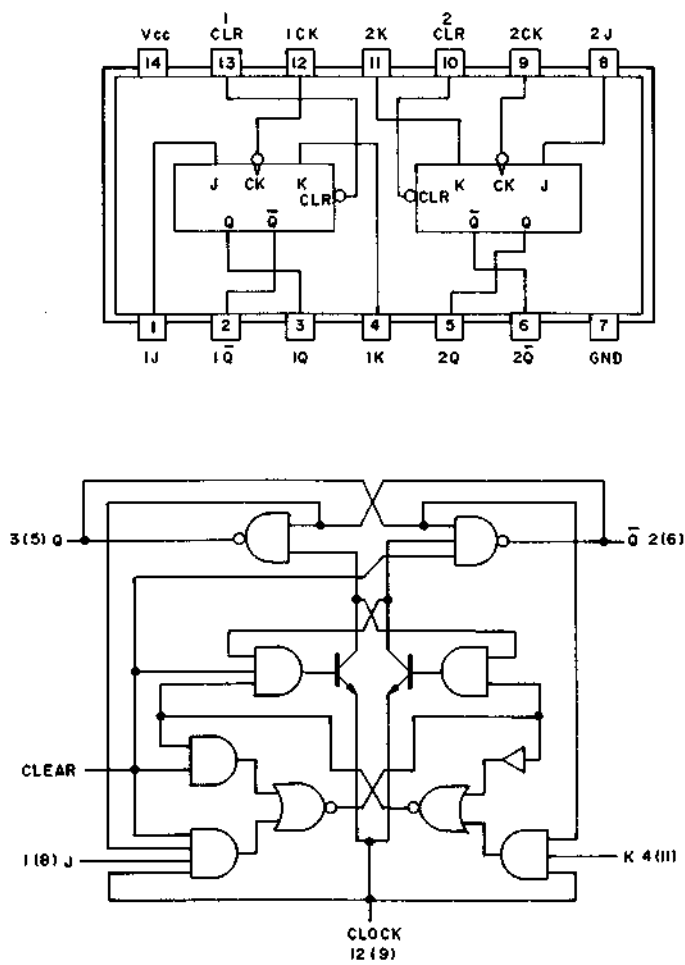 1 2
Vcc CLR 1CK 2K CLR 2CK 2J
14 13 12 11 10 9 8
J CK K CLR
CLR K CK J
Q Q̅
Q̅ Q
1 2 3 4 5 6 7
1J 1Q̅ 1Q 1K 2Q 2Q̅ GND
3(5) Q
Q̅ 2(6)
CLEAR
1(8) J
K 4(11)
CLOCK
12(9)